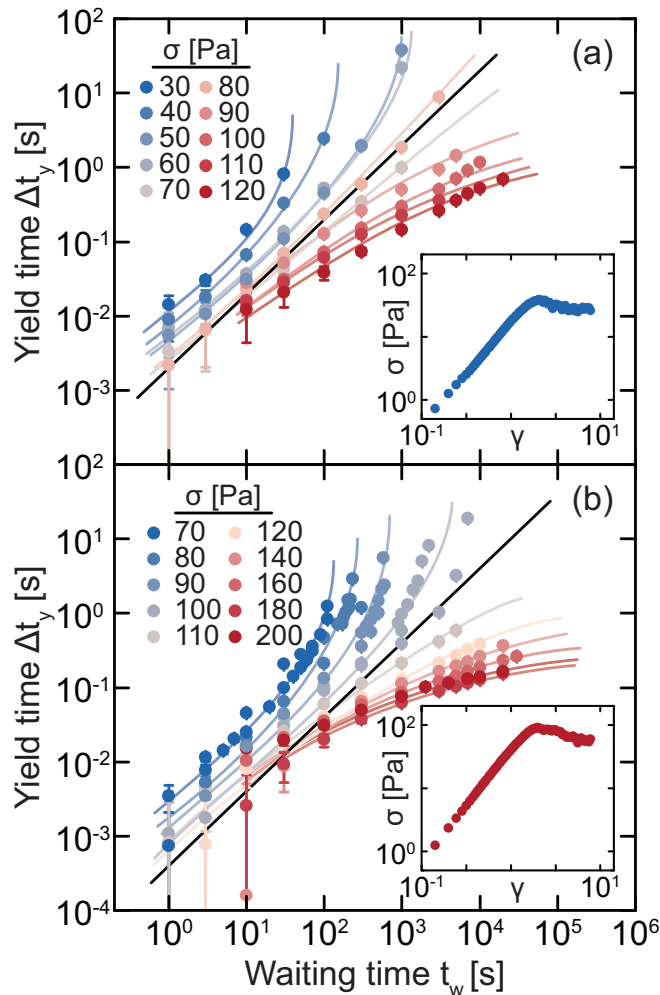 (a)
σ [Pa]
30 80
40 90
50 100
60 110
70 120
Yield time Δt_y [s]
10²
10¹
10⁰
10⁻¹
10⁻²
10⁻³
σ [Pa]
10²
10⁰
10⁻¹ γ 10¹
(b)
σ [Pa]
70 120
80 140
90 160
100 180
110 200
Yield time Δt_y [s]
10²
10¹
10⁰
10⁻¹
10⁻²
10⁻³
10⁻⁴
σ [Pa]
10²
10⁰
10⁻¹ γ 10¹
10⁰ 10¹ 10² 10³ 10⁴ 10⁵ 10⁶
Waiting time t_w [s]